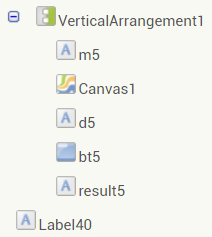 VerticalArrangement1
A m5
Canvas1
A d5
bt5
A result5
A Label40